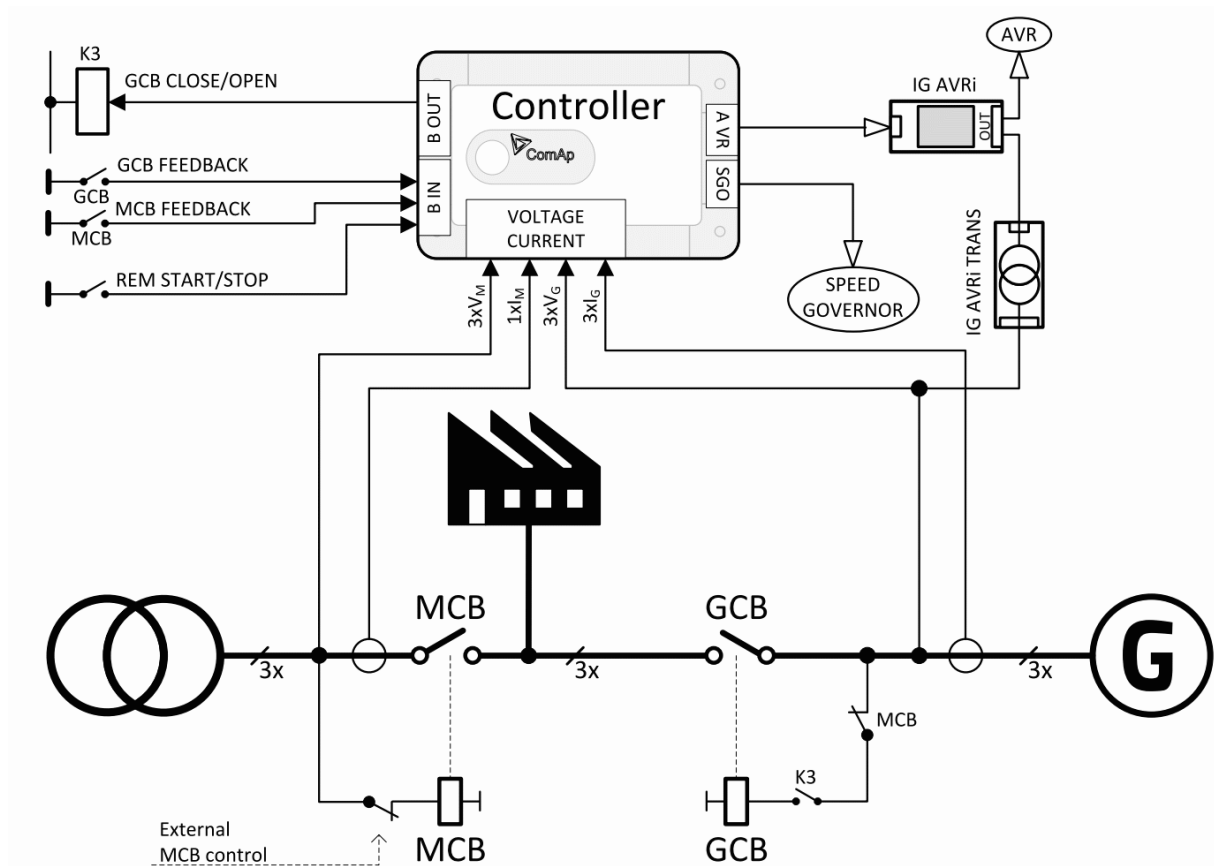 K3
GCB CLOSE/OPEN
B OUT
Controller
ComAp
A VR
AVR
IG AVRi
OUT
GCB FEEDBACK
GCB
MCB FEEDBACK
MCB
B IN
SGO
VOLTAGE
CURRENT
REM START/STOP
SPEED
GOVERNOR
IG AVRi TRANS
3xVM
1xIM
3xVG
3xIG
MCB
GCB
3x
3x
3x
G
MCB
K3
External
MCB control
MCB
GCB